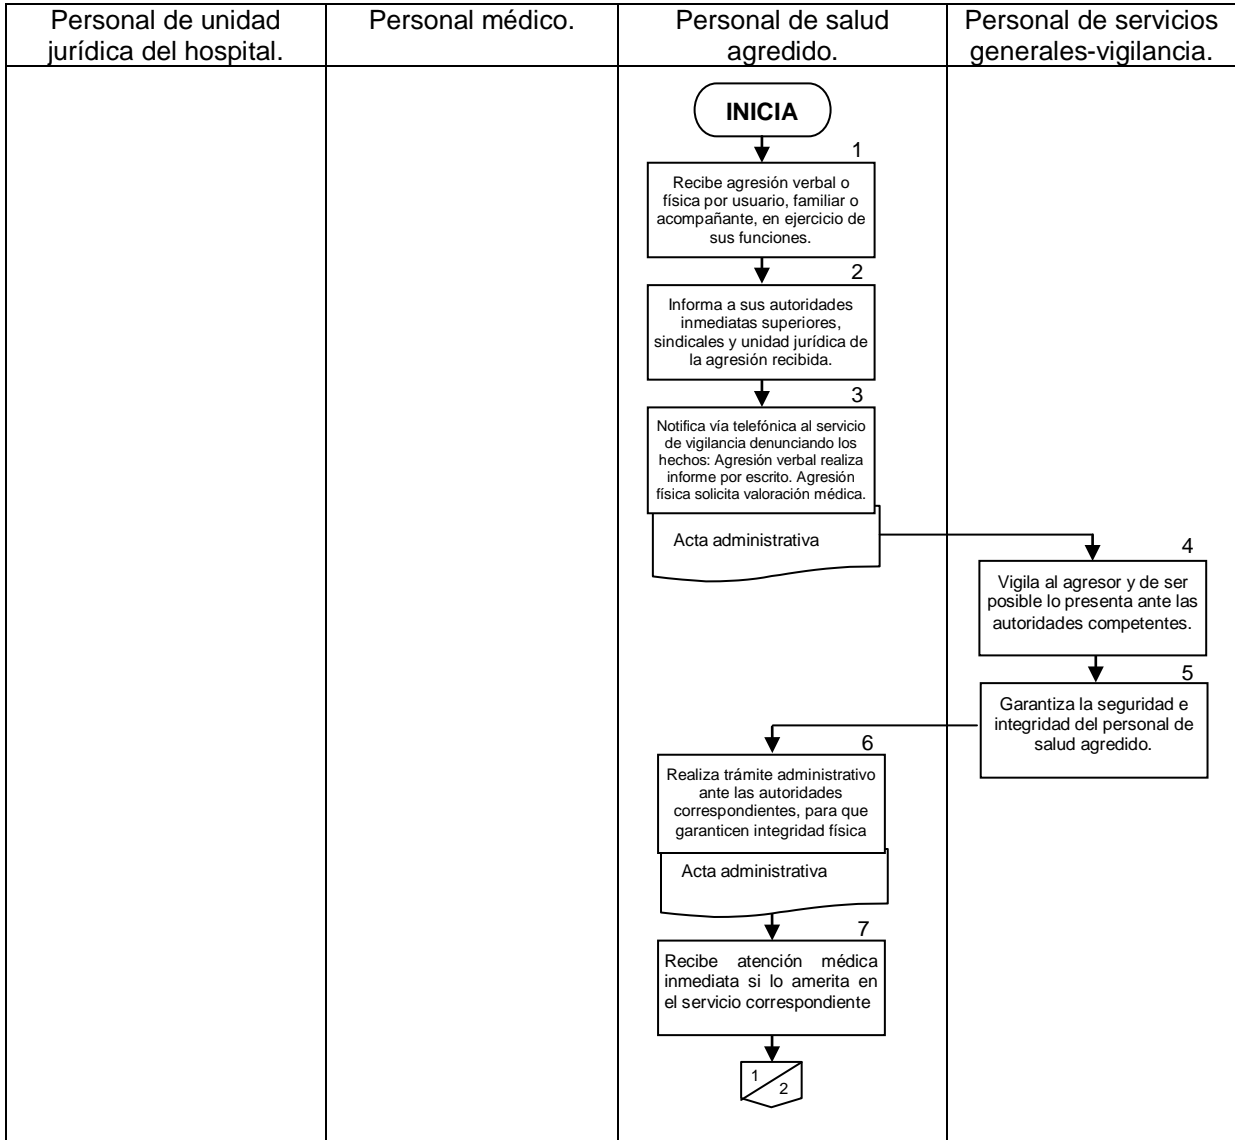 Personal de unidad
jurídica del hospital.
Personal médico.
Personal de salud
agredido.
Personal de servicios
generales-vigilancia.
INICIA
1
Recibe agresión verbal o
física por usuario, familiar o
acompañante, en ejercicio de
sus funciones.
2
Informa a sus autoridades
inmediatas superiores,
sindicales y unidad jurídica de
la agresión recibida.
3
Notifica vía telefónica al servicio
de vigilancia denunciando los
hechos: Agresión verbal realiza
informe por escrito. Agresión
física solicita valoración médica.
Acta administrativa
4
Vigila al agresor y de ser
posible lo presenta ante las
autoridades competentes.
5
Garantiza la seguridad e
integridad del personal de
salud agredido.
6
Realiza trámite administrativo
ante las autoridades
correspondientes, para que
garanticen integridad física
Acta administrativa
7
Recibe atención médica
inmediata si lo amerita en
el servicio correspondiente
1
2